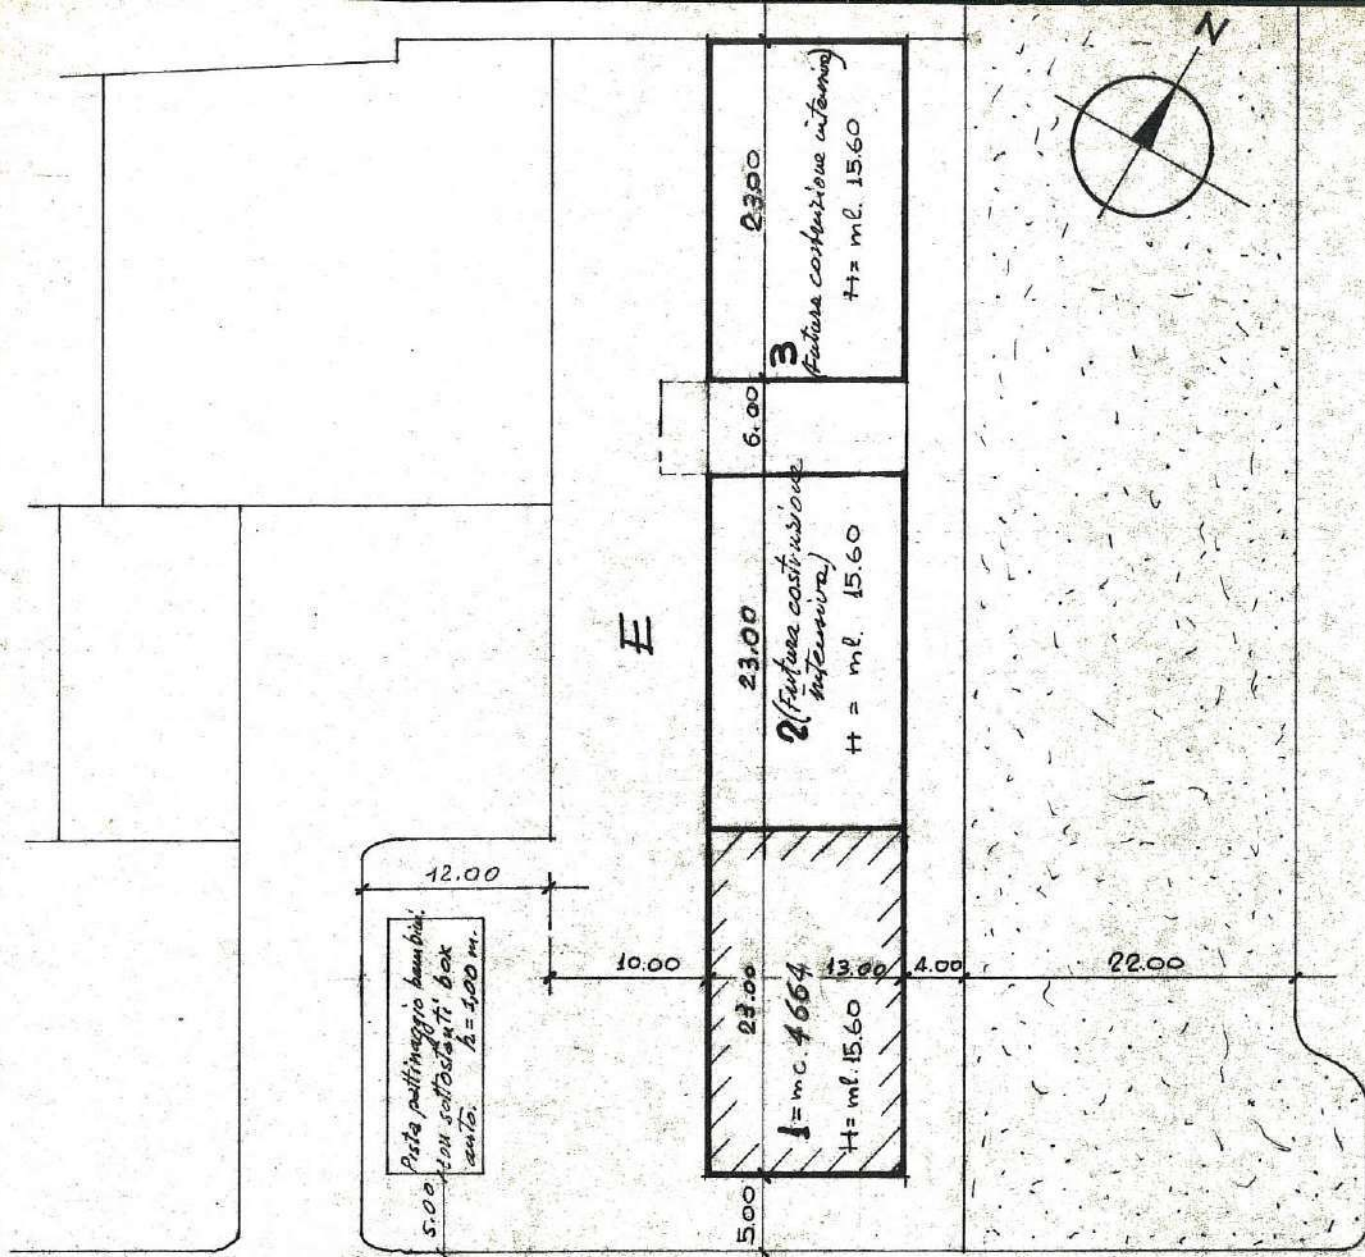 N
23.00
3
(Futura costruzione intensiva)
H= ml. 15.60
6.00
E
23.00
2 (Futura costruzione
intensiva)
H = ml. 15.60
12.00
10.00
13.00
4.00
22.00
23.00
1= mc. 4664
H= ml. 15.60
Pista pattinaggio bambini
con sottostanti box
auto. h= 1,00 m.
5.00
5.00